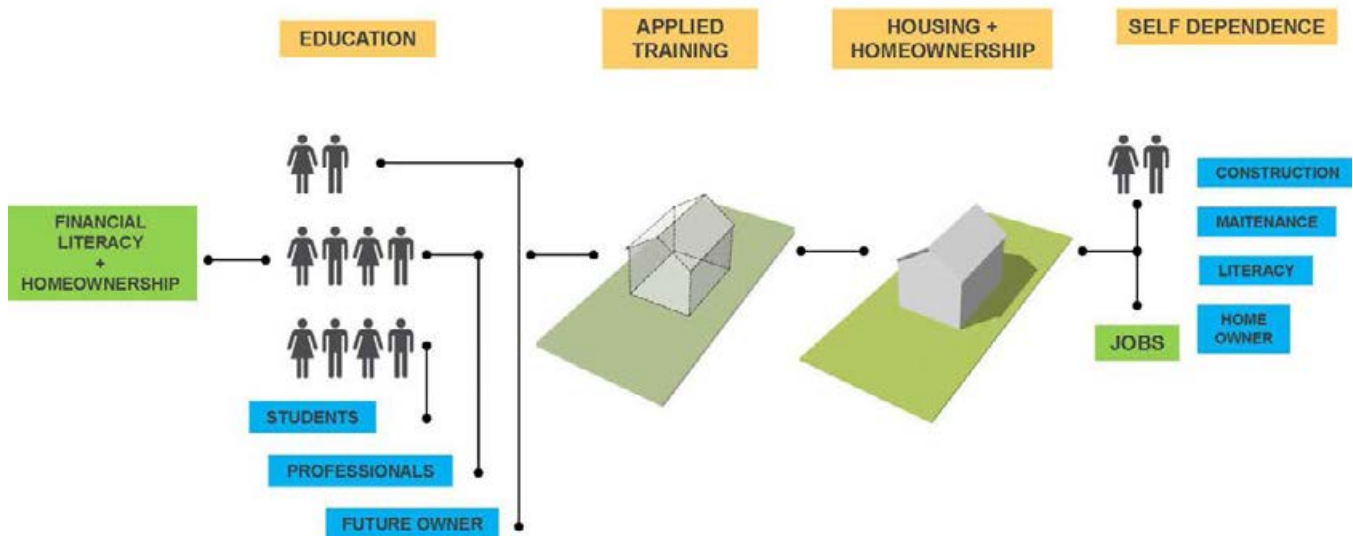 EDUCATION
APPLIED
TRAINING
HOUSING +
HOMEOWNERSHIP
SELF DEPENDENCE
FINANCIAL
LITERACY
+
HOMEOWNERSHIP
STUDENTS
PROFESSIONALS
FUTURE OWNER
CONSTRUCTION
MAITENANCE
LITERACY
HOME
OWNER
JOBS